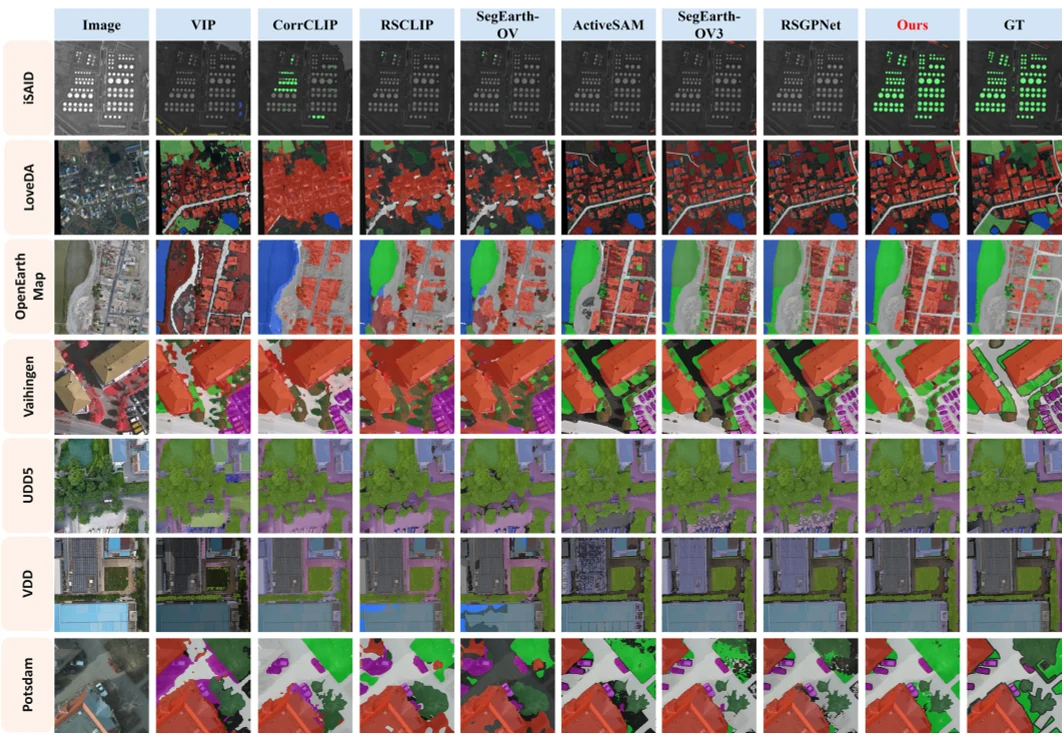 Image VIP CorrCLIP RSCLIP SegEarth-OV ActiveSAM SegEarth-OV3 RSGPNet Ours GT
iSAID
LoveDA
OpenEarth
Map
Vaihingen
UDD5
VDD
Potsdam